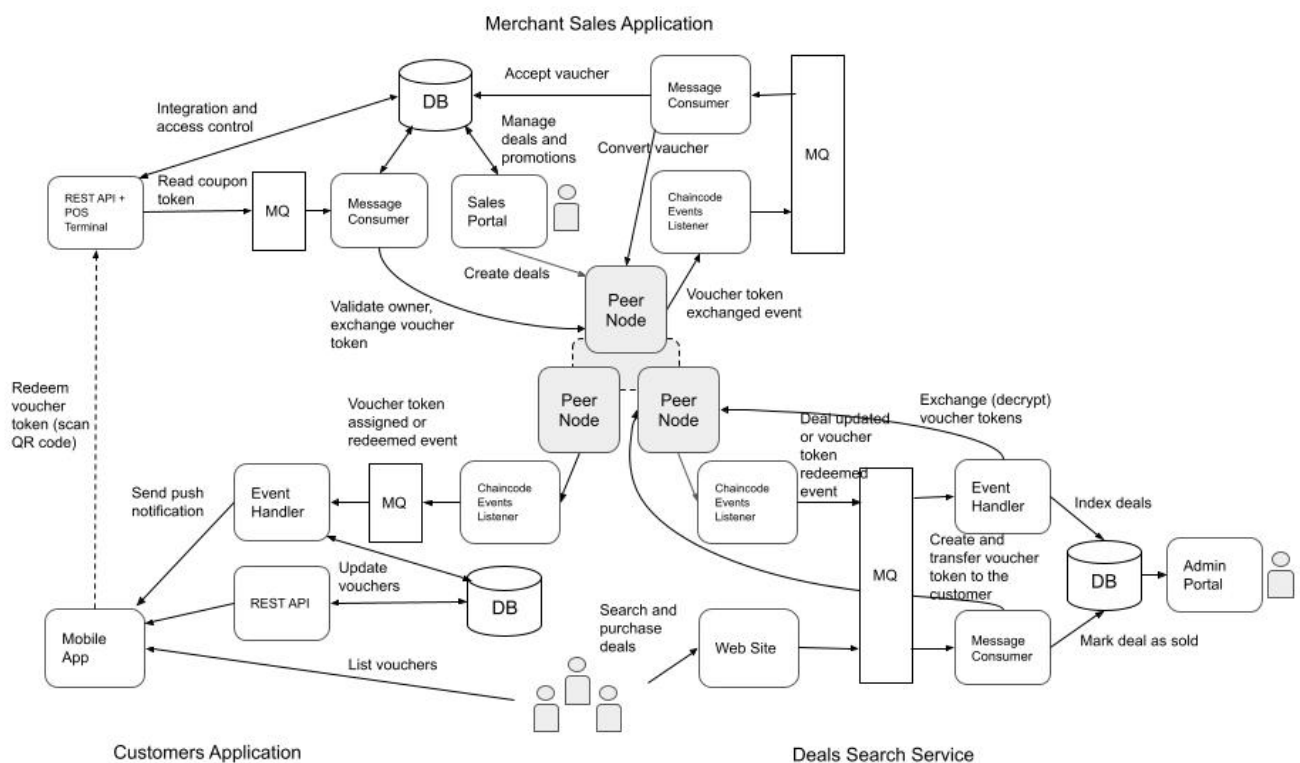 Merchant Sales Application
Accept vaucher
DB
Message
Consumer
MQ
Integration and
access control
Manage
deals and
promotions
Convert vaucher
REST API +
POS
Terminal
Read coupon
token
MQ
Message
Consumer
Sales
Portal
Chaincode
Events
Listener
Create deals
Peer
Node
Voucher token
exchanged event
Validate owner,
exchange voucher
token
Redeem
voucher
token (scan
QR code)
Voucher token
assigned or
redeemed event
Peer
Node
Peer
Node
Exchange (decrypt)
voucher tokens
Deal updated
or voucher
token
redeemed
event
Send push
notification
Event
Handler
MQ
Chaincode
Events
Listener
Chaincode
Events
Listener
MQ
Event
Handler
Index deals
Create and
transfer voucher
token to the
customer
Update
vouchers
REST API
DB
DB
Admin
Portal
Mobile
App
Search and
purchase
deals
Web Site
Message
Consumer
Mark deal as sold
List vouchers
Customers Application
Deals Search Service